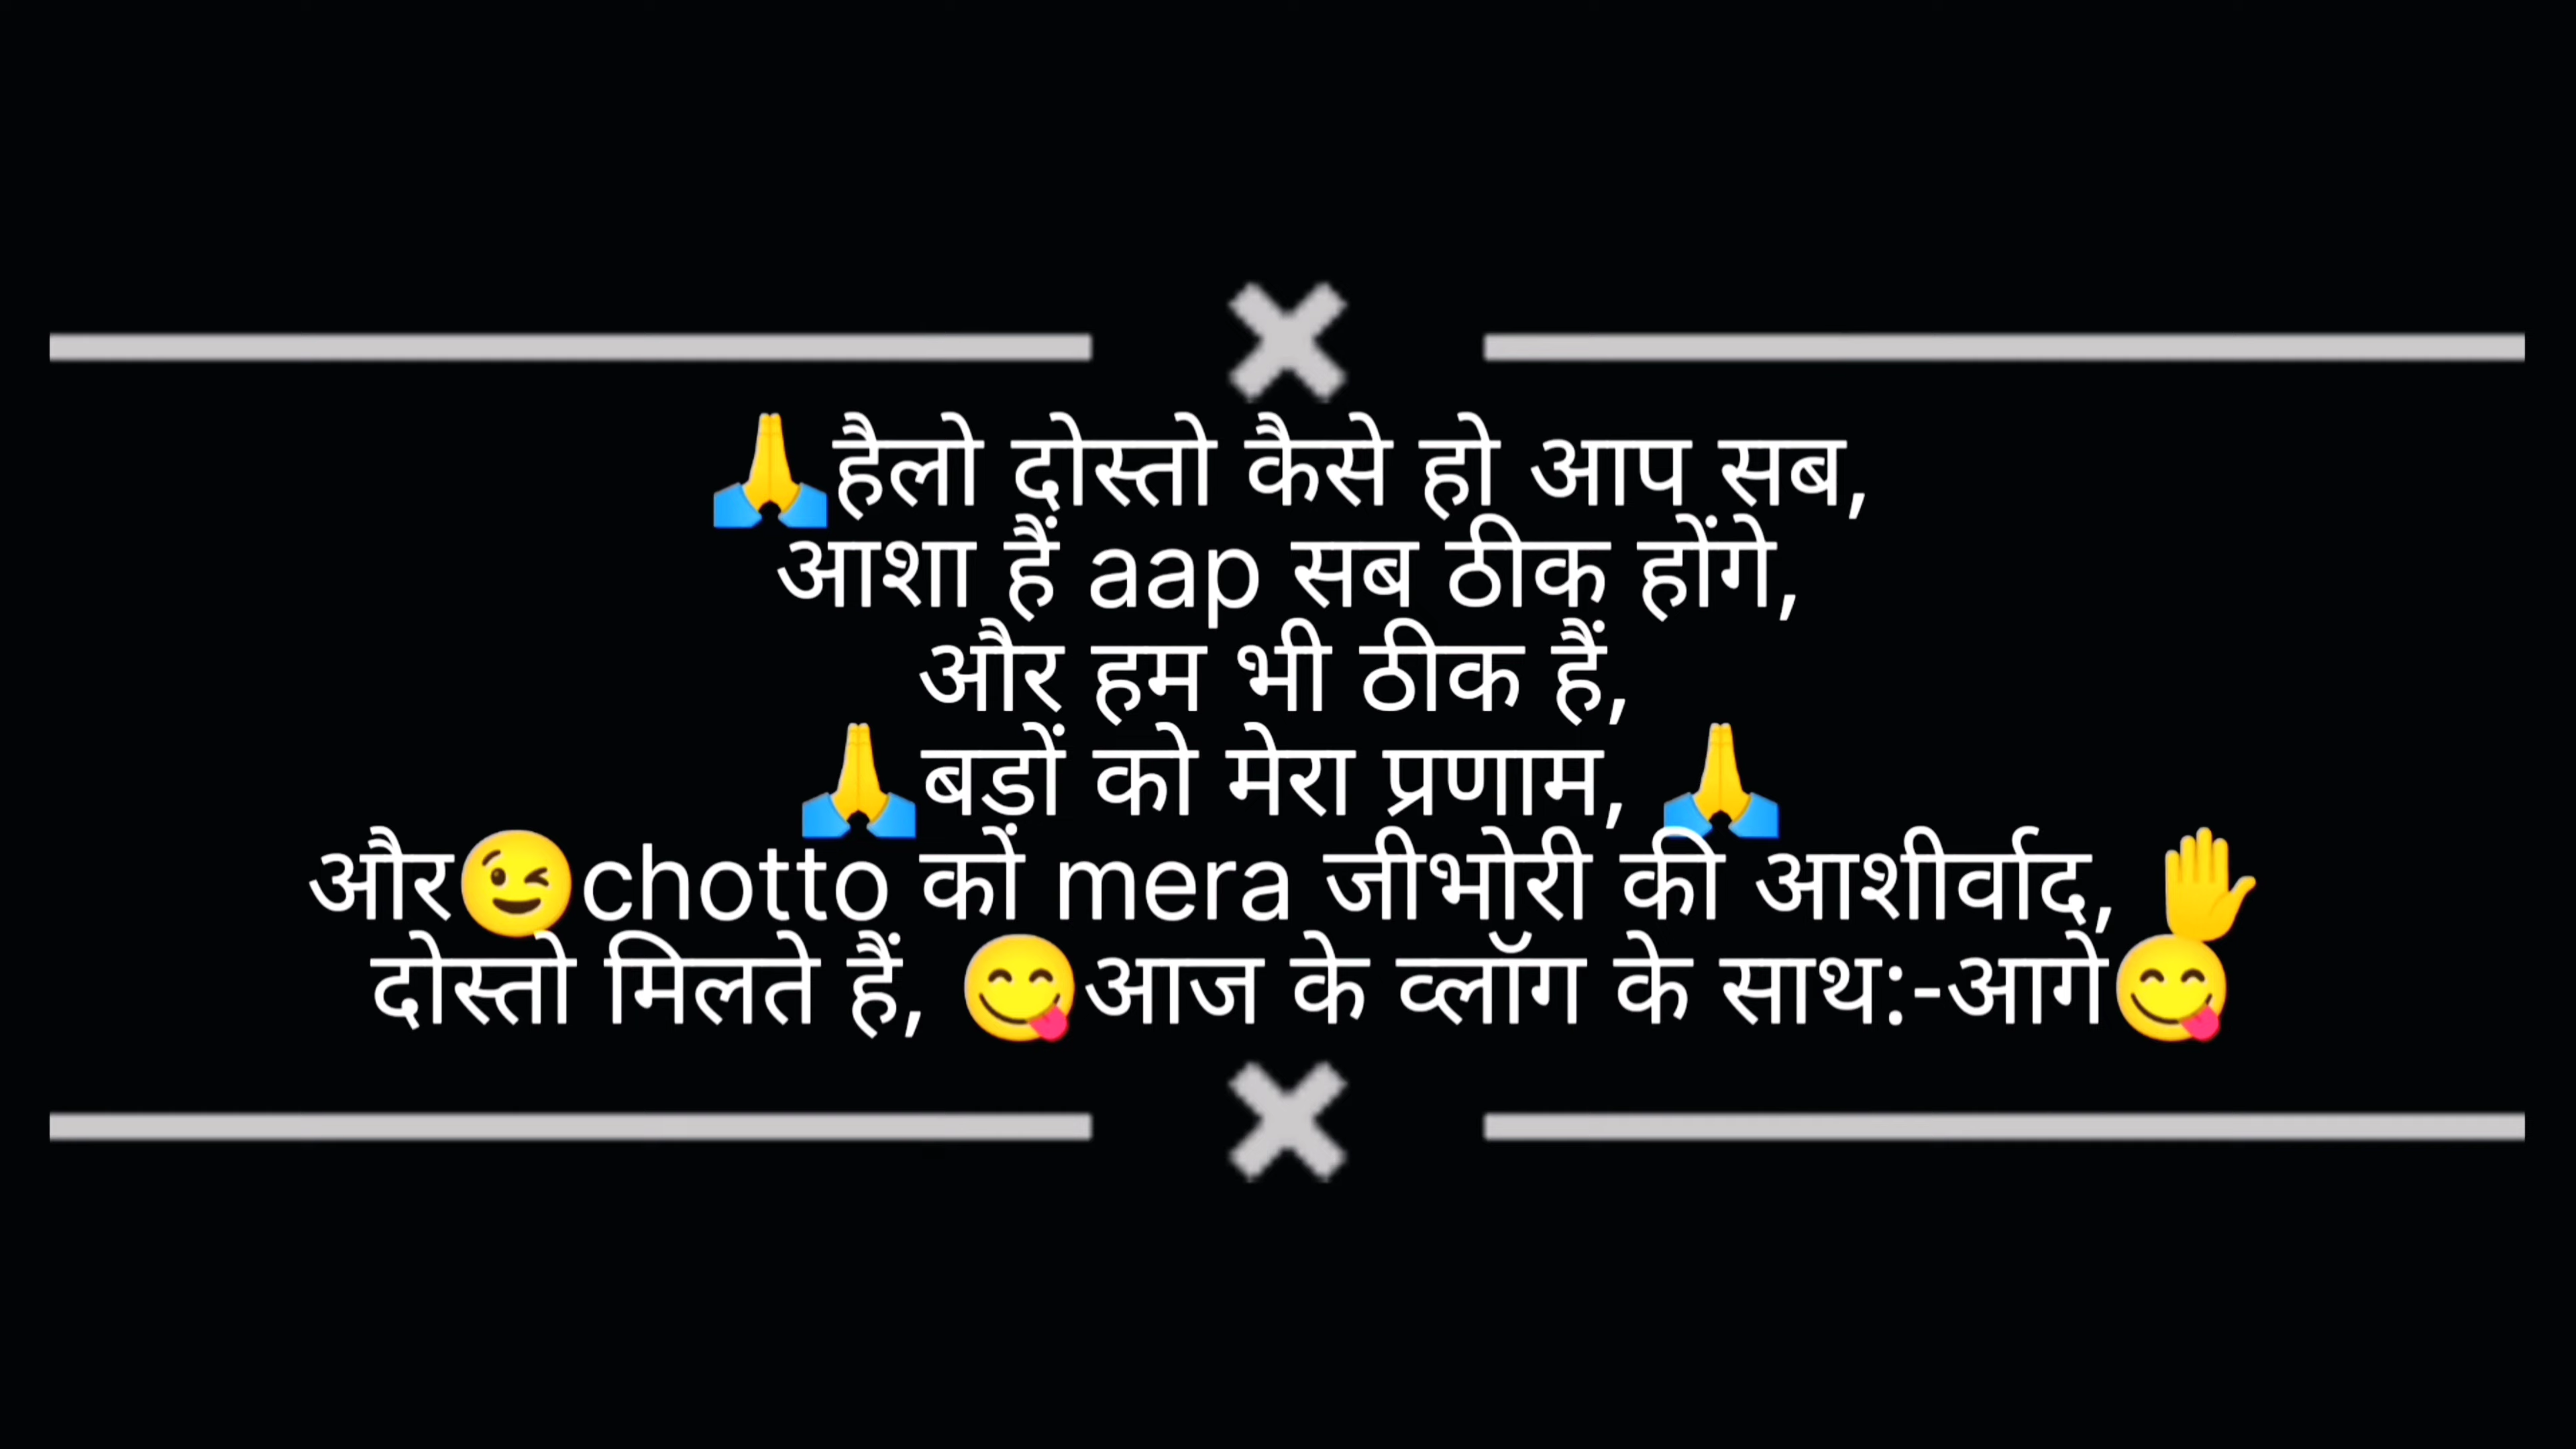 🙏हैलो दोस्तो कैसे हो आप सब,
आशा हैं aap सब ठीक होंगे,
और हम भी ठीक हैं,
🙏बडों को मेरा प्रणाम, 🙏
और😉chotto कों mera जीभोरी की आशीर्वाद, ✋
दोस्तो मिलते हैं, 😋आज के व्लॉग के साथ:-आगे😋